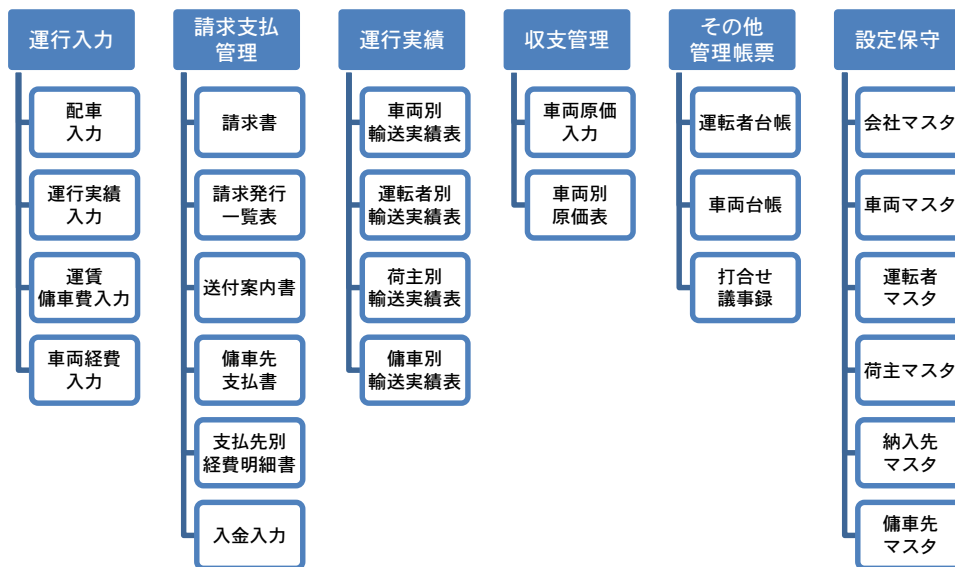 運行入力
配車
入力
運行実績
入力
運賃
傭車費入力
車両経費
入力
請求支払
管理
請求書
請求発行
一覧表
送付案内書
傭車先
支払書
支払先別
経費明細書
入金入力
運行実績
車両別
輸送実績表
運転者別
輸送実績表
荷主別
輸送実績表
傭車別
輸送実績表
収支管理
車両原価
入力
車両別
原価表
その他
管理帳票
運転者台帳
車両台帳
打合せ
議事録
設定保守
会社マスタ
車両マスタ
運転者
マスタ
荷主マスタ
納入先
マスタ
傭車先
マスタ